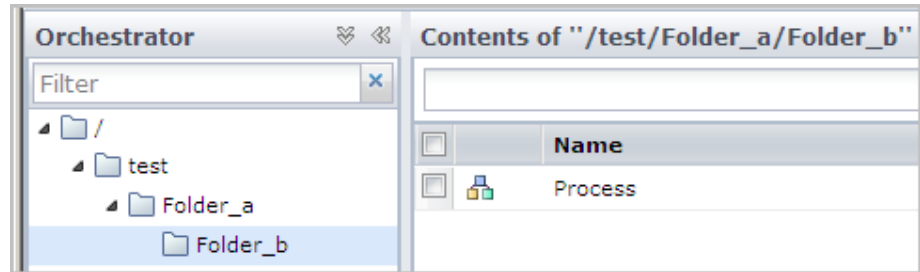 Orchestrator
Filter
/
test
Folder_a
Folder_b
Contents of "/test/Folder_a/Folder_b"
Name
Process